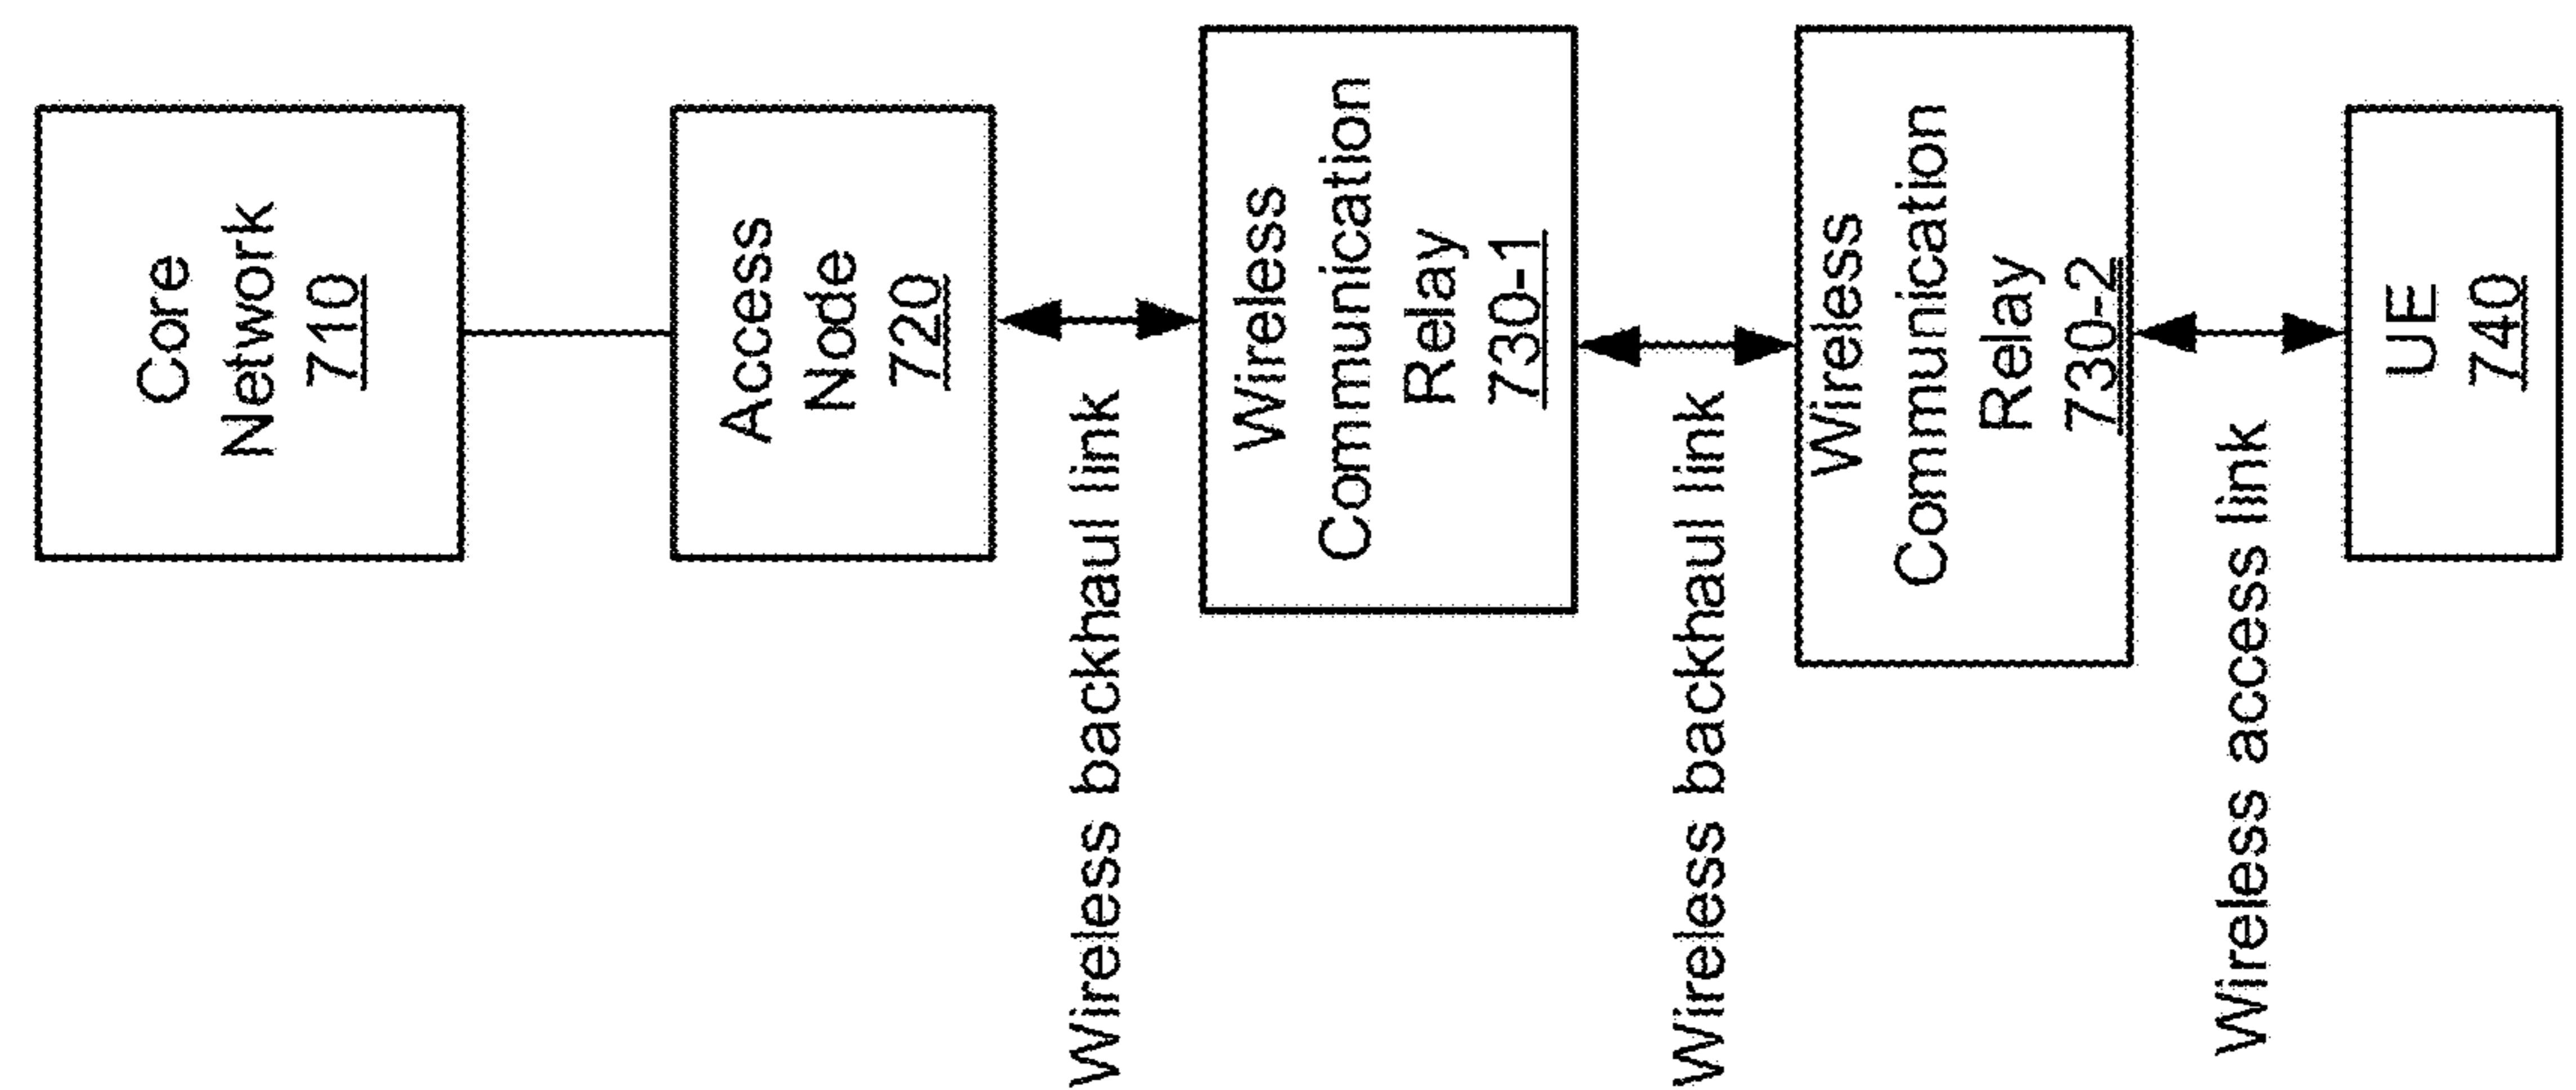 Core
Network
710
Access
Node
720
Wireless backhaul link
Wireless
Communication
Relay
730-1
Wireless backhaul link
Wireless
Communication
Relay
730-2
Wireless access link
UE
740